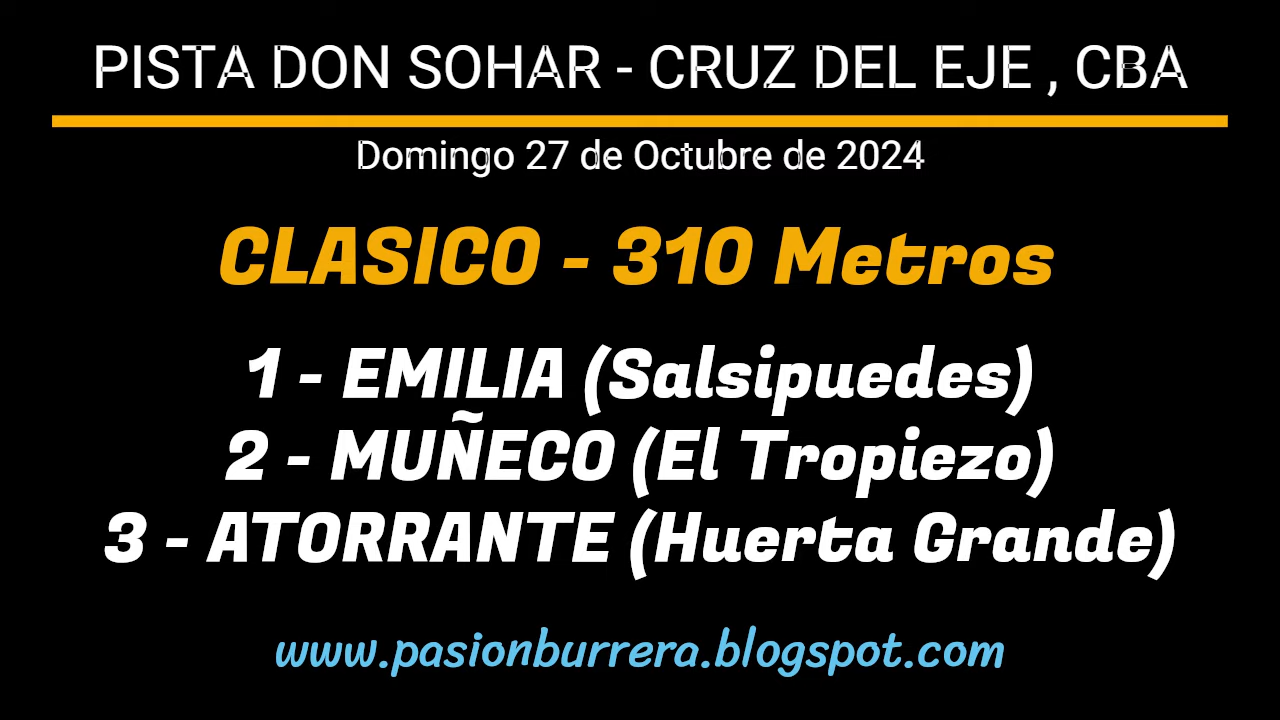 PISTA DON SOHAR - CRUZ DEL EJE , CBA
Domingo 27 de Octubre de 2024
CLASICO - 310 Metros
1 - EMILIA (Salsipuedes)
2 - MUÑECO (El Tropiezo)
3 - ATORRANTE (Huerta Grande)
www.pasionburrera.blogspot.com